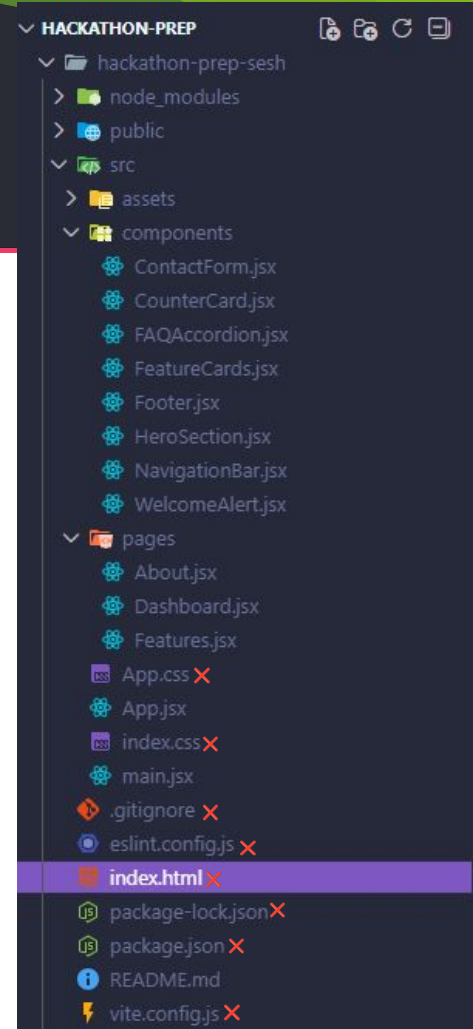 HACKATHON-PREP
hackathon-prep-sesh
node_modules
public
src
assets
components
ContactForm.jsx
CounterCard.jsx
FAQAccordion.jsx
FeatureCards.jsx
Footer.jsx
HeroSection.jsx
NavigationBar.jsx
WelcomeAlert.jsx
pages
About.jsx
Dashboard.jsx
Features.jsx
App.css
App.jsx
index.css
main.jsx
.gitignore
eslint.config.js
index.html
package-lock.json
package.json
README.md
vite.config.js